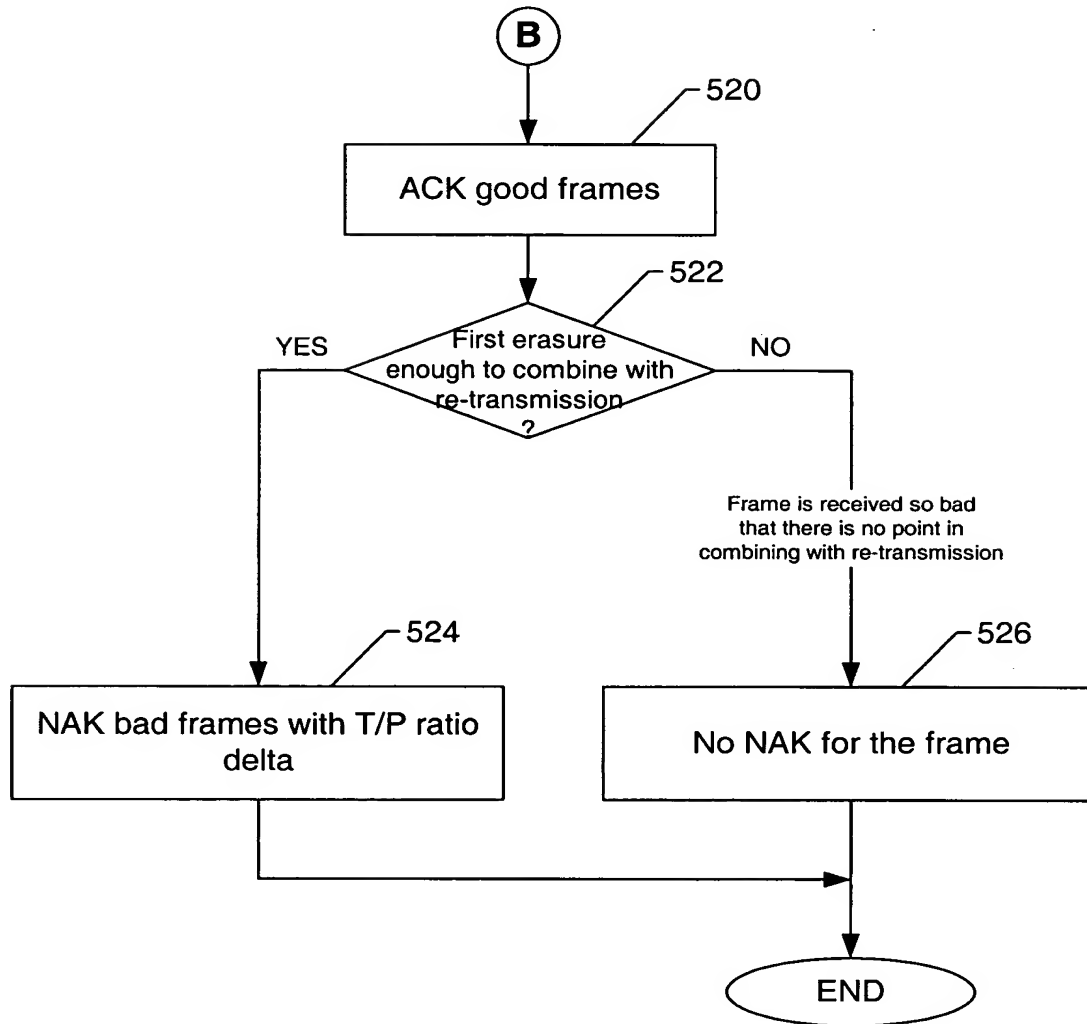 B
520
ACK good frames
522
YES
First erasure
enough to combine with
re-transmission
?
NO
Frame is received so bad
that there is no point in
combining with re-transmission
524
NAK bad frames with T/P ratio
delta
526
No NAK for the frame
END